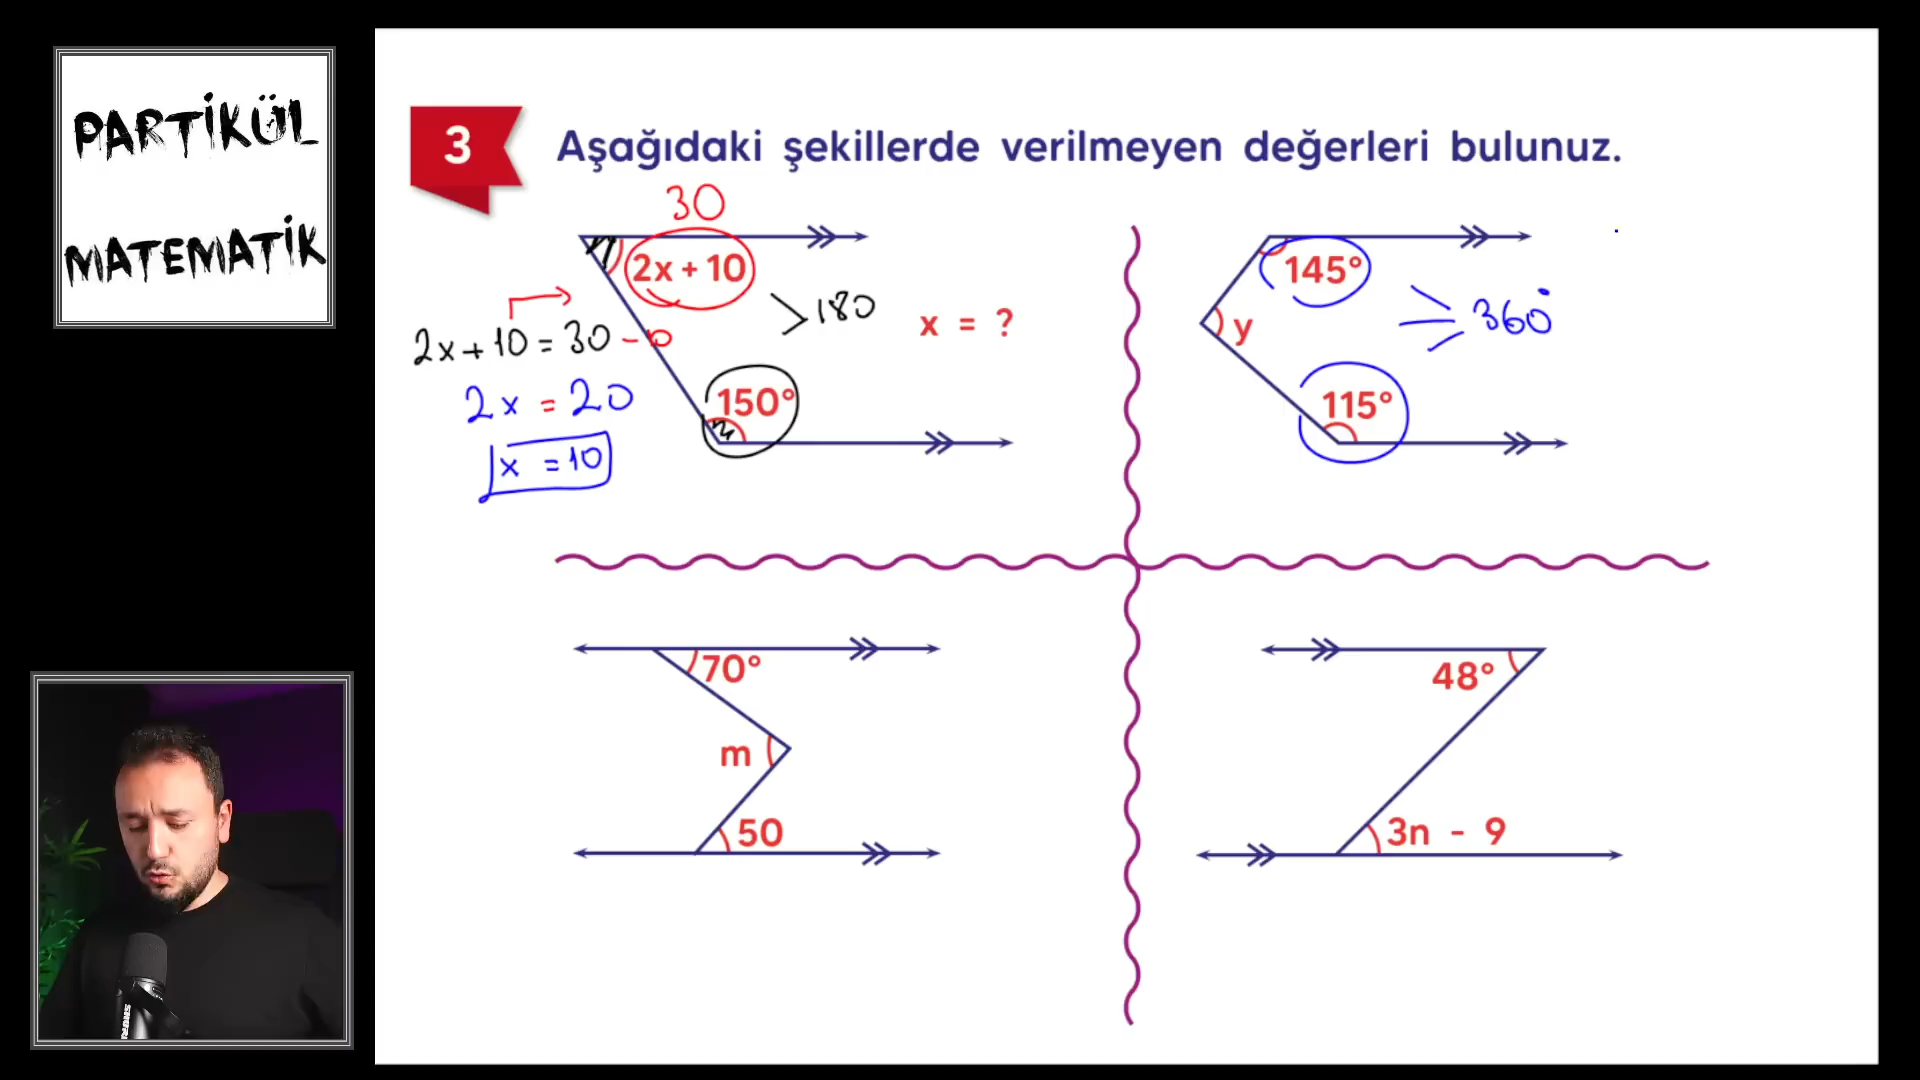 PARTİKÜL
MATEMATİK
3
Aşağıdaki şekillerde verilmeyen değerleri bulunuz.
30
2x + 10
150°
180
x = ?
2x + 10 = 30 - 10
2x = 20
x = 10
145°
y
115°
360°
70°
m
50
48°
3n - 9